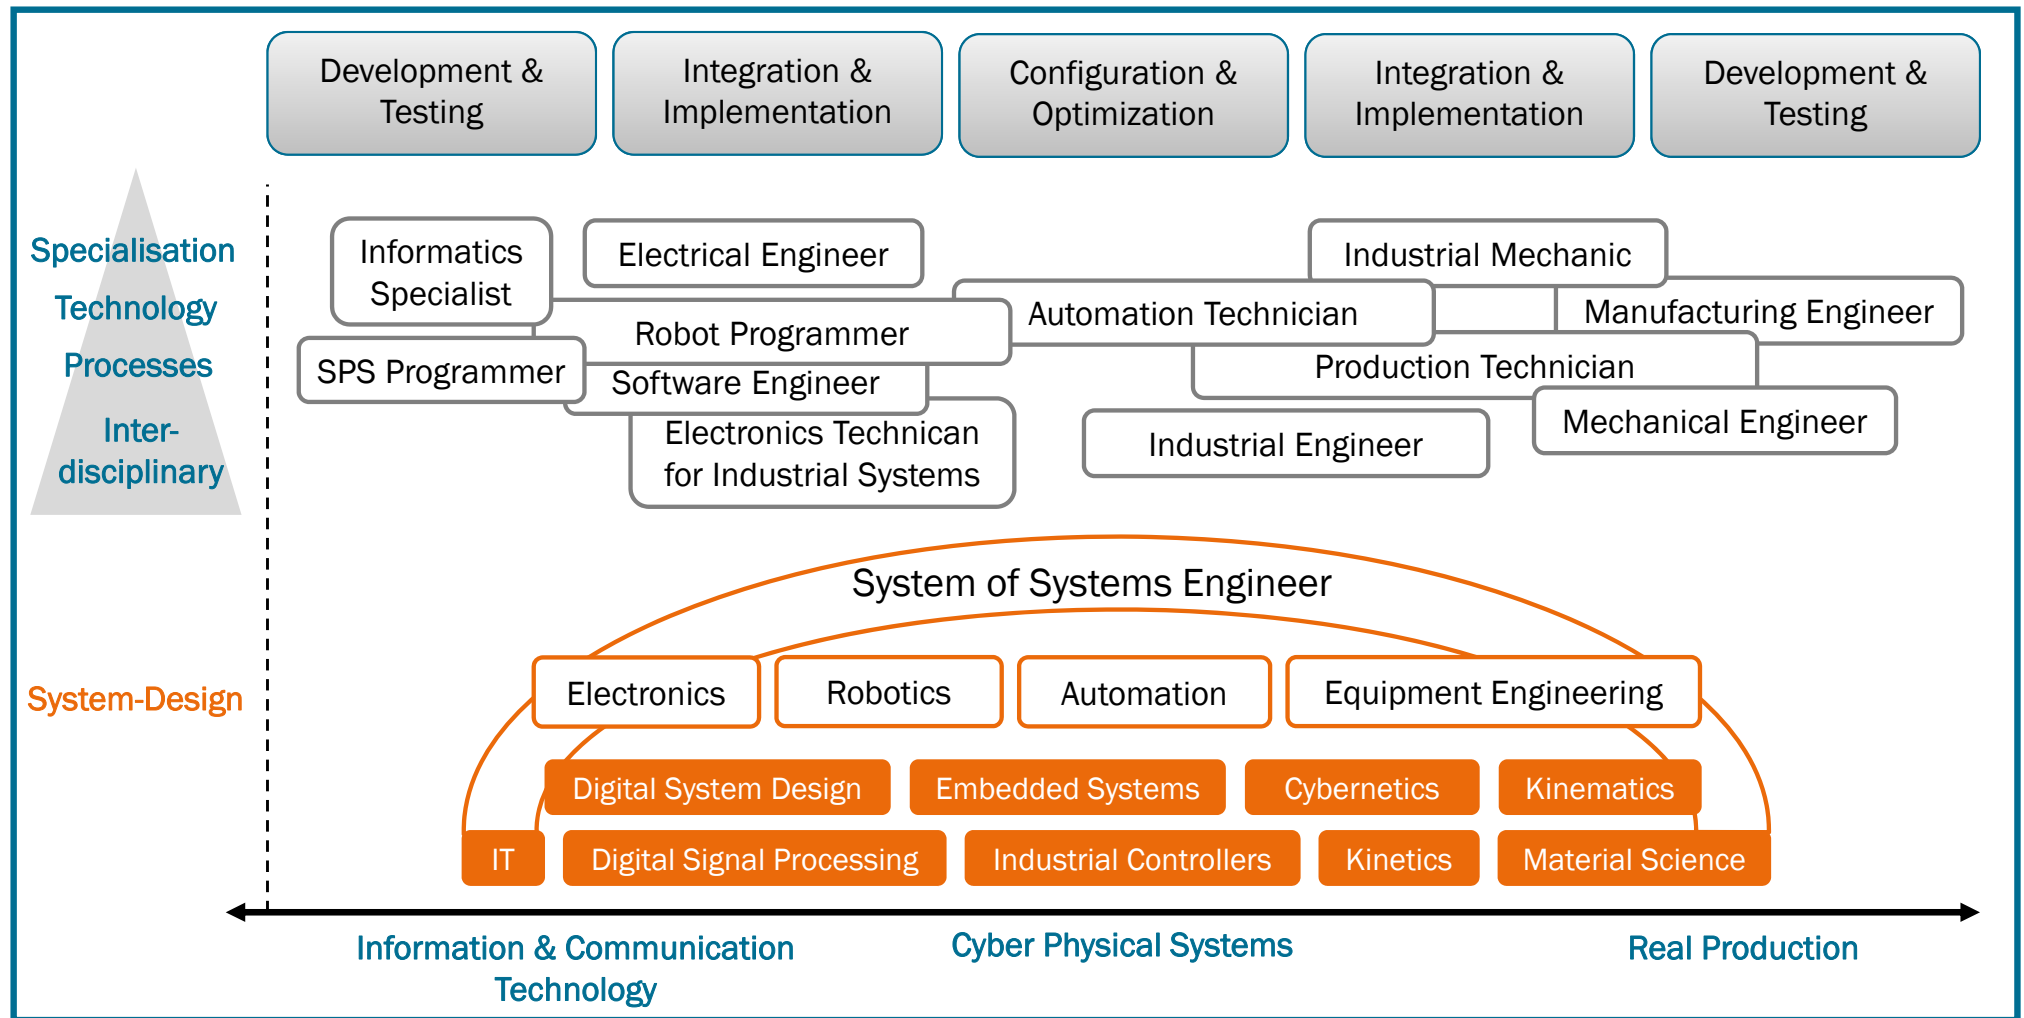 Development &
Testing
Integration &
Implementation
Configuration &
Optimization
Integration &
Implementation
Development &
Testing
Specialisation
Technology
Processes
Inter-
disciplinary
Informatics
Specialist
Electrical Engineer
Industrial Mechanic
Robot Programmer
Automation Technician
Manufacturing Engineer
SPS Programmer
Software Engineer
Production Technician
Electronics Technican
for Industrial Systems
Industrial Engineer
Mechanical Engineer
System of Systems Engineer
System-Design
Electronics
Robotics
Automation
Equipment Engineering
Digital System Design
Embedded Systems
Cybernetics
Kinematics
IT
Digital Signal Processing
Industrial Controllers
Kinetics
Material Science
Information & Communication
Technology
Cyber Physical Systems
Real Production